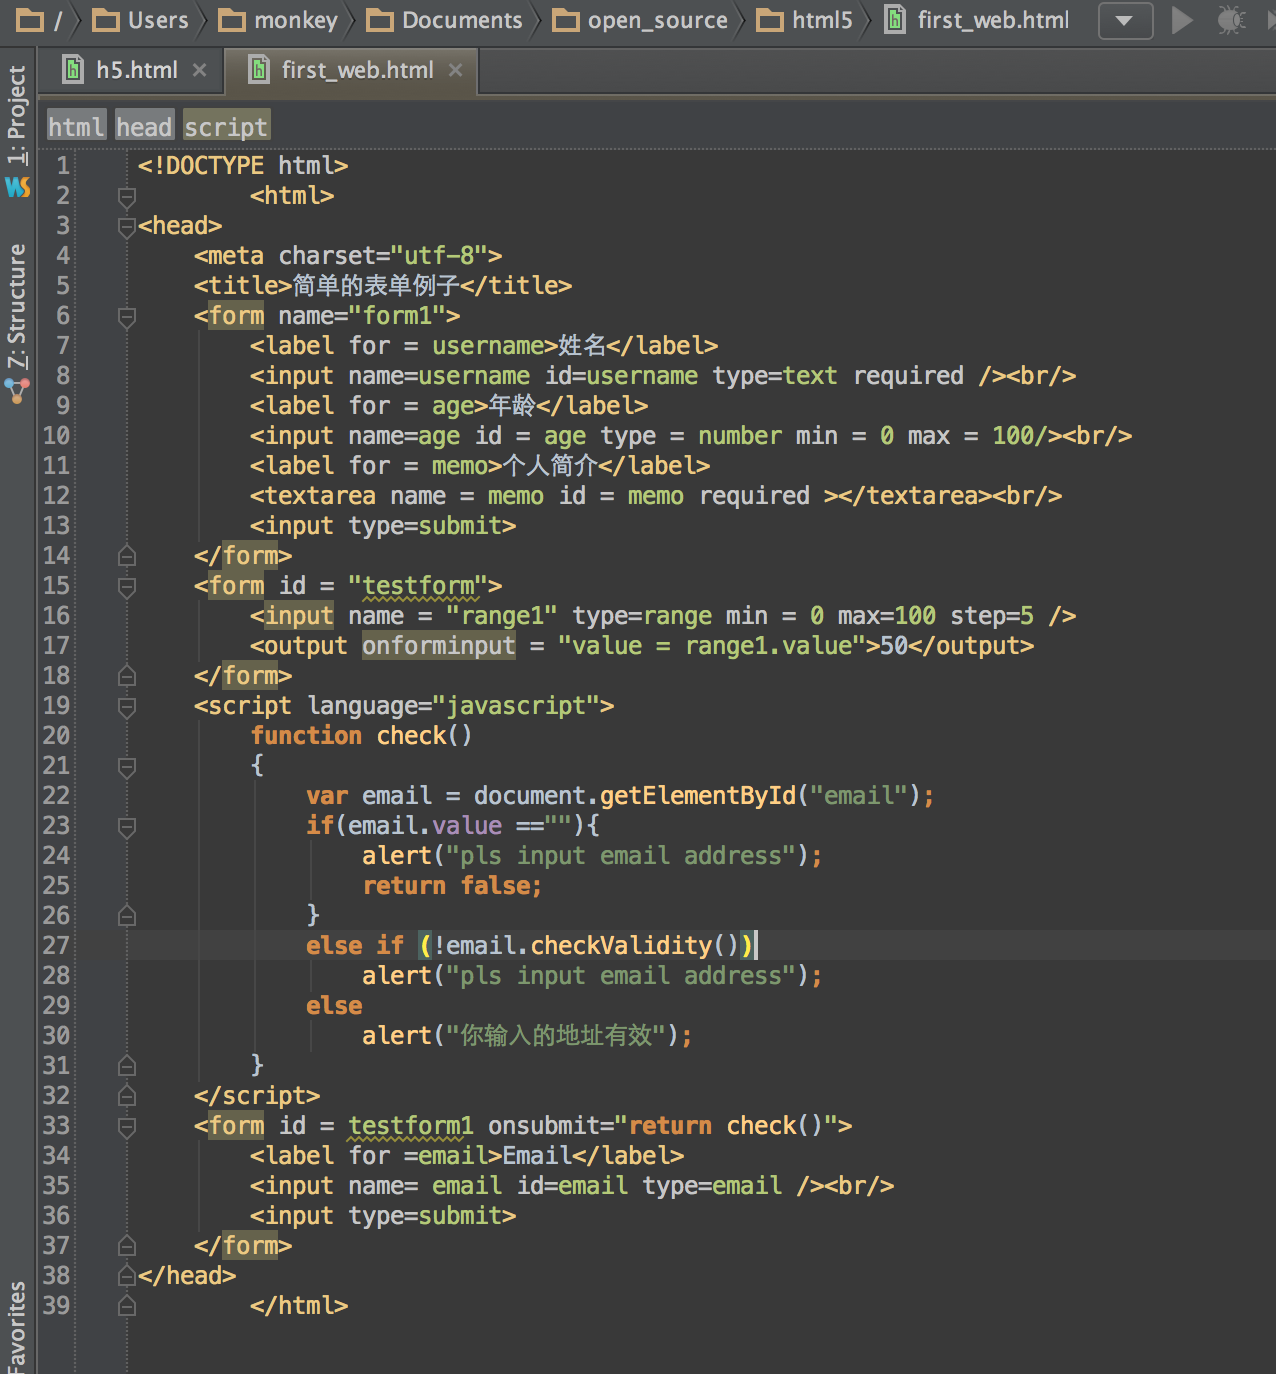 / Users monkey Documents open_source html5 first_web.html
h5.html first_web.html
1: Project
7: Structure
Favorites
html head script
1 <!DOCTYPE html>
2 <html>
3 <head>
4 <meta charset="utf-8">
5 <title>简单的表单例子</title>
6 <form name="form1">
7 <label for = username>姓名</label>
8 <input name=username id=username type=text required /><br/>
9 <label for = age>年龄</label>
10 <input name=age id = age type = number min = 0 max = 100/><br/>
11 <label for = memo>个人简介</label>
12 <textarea name = memo id = memo required ></textarea><br/>
13 <input type=submit>
14 </form>
15 <form id = "testform">
16 <input name = "range1" type=range min = 0 max=100 step=5 />
17 <output onforminput = "value = range1.value">50</output>
18 </form>
19 <script language="javascript">
20 function check()
21 {
22 var email = document.getElementById("email");
23 if(email.value ==""){
24 alert("pls input email address");
25 return false;
26 }
27 else if (!email.checkValidity())
28 alert("pls input email address");
29 else
30 alert("你输入的地址有效");
31 }
32 </script>
33 <form id = testform1 onsubmit="return check()">
34 <label for =email>Email</label>
35 <input name= email id=email type=email /><br/>
36 <input type=submit>
37 </form>
38 </head>
39 </html>